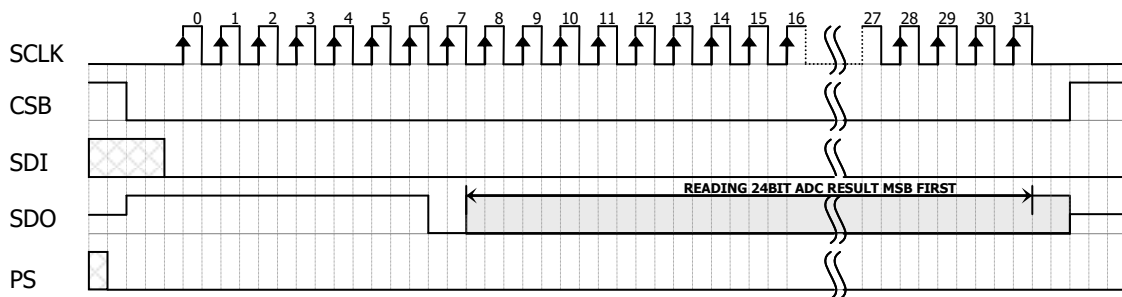 0 1 2 3 4 5 6 7 8 9 10 11 12 13 14 15 16 27 28 29 30 31
SCLK
CSB
SDI
READING 24BIT ADC RESULT MSB FIRST
SDO
PS